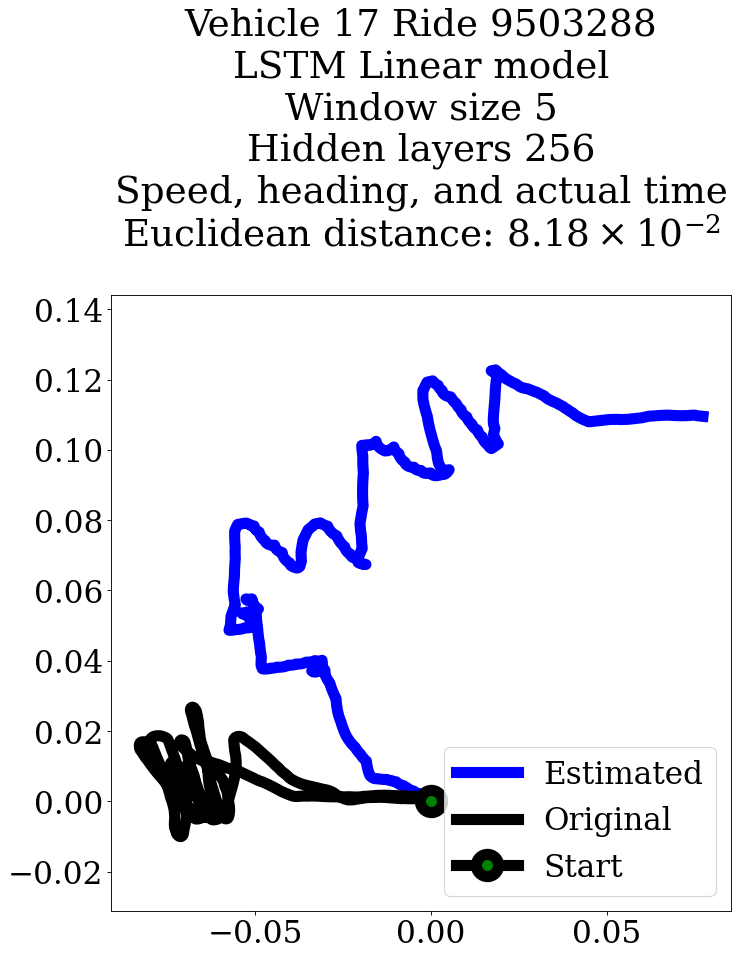 Vehicle 17 Ride 9503288
LSTM Linear model
Window size 5
Hidden layers 256
Speed, heading, and actual time
Euclidean distance: 8.18 × 10⁻²
0.14
0.12
0.10
0.08
0.06
0.04
0.02
0.00
−0.02
Estimated
Original
Start
−0.05
0.00
0.05